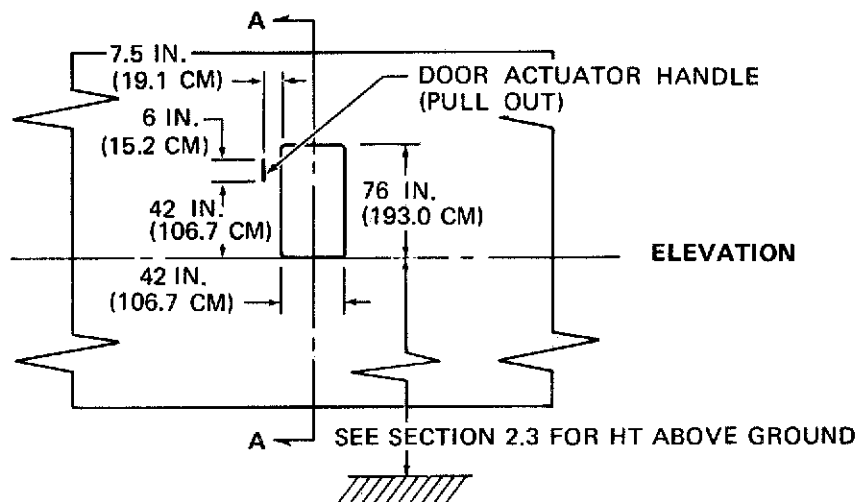 A
7.5 IN.
(19.1 CM)
DOOR ACTUATOR HANDLE
(PULL OUT)
6 IN.
(15.2 CM)
42 IN.
(106.7 CM)
76 IN.
(193.0 CM)
ELEVATION
42 IN.
(106.7 CM)
A
SEE SECTION 2.3 FOR HT ABOVE GROUND